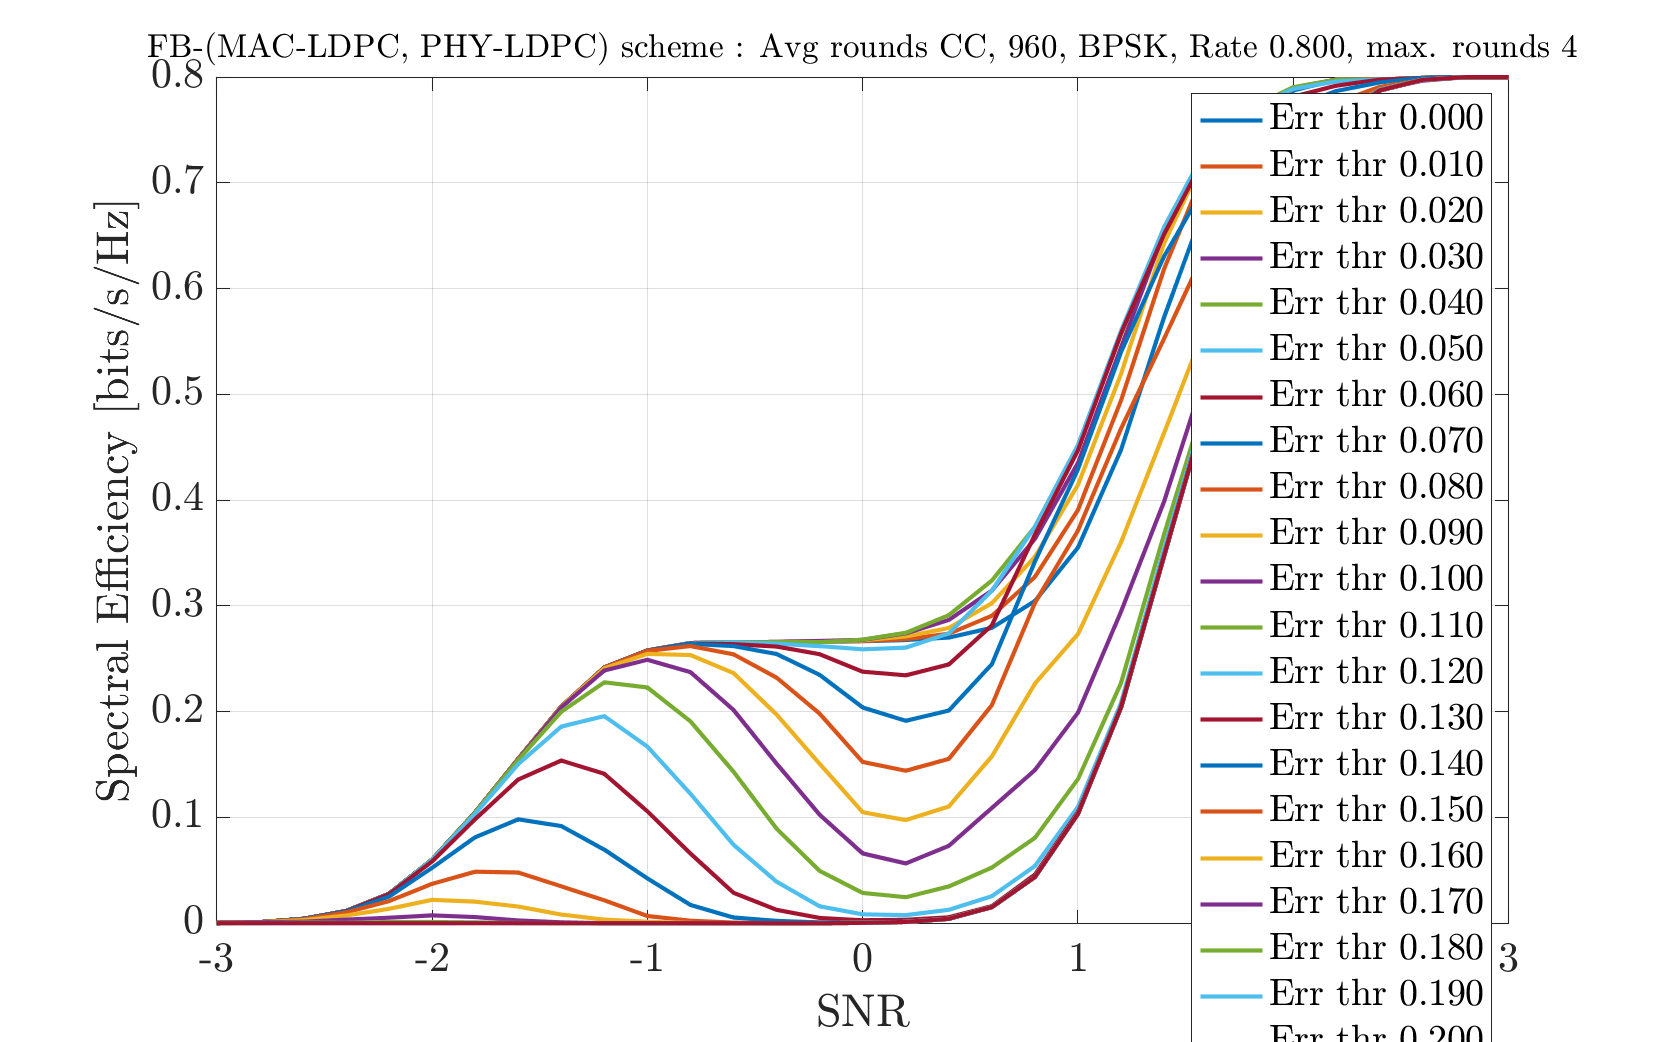 FB-(MAC-LDPC, PHY-LDPC) scheme : Avg rounds CC, 960, BPSK, Rate 0.800, max. rounds 4
Spectral Efficiency [bits/s/Hz]
0.8
0.7
0.6
0.5
0.4
0.3
0.2
0.1
0
-3
-2
-1
0
1
3
SNR
Err thr 0.000
Err thr 0.010
Err thr 0.020
Err thr 0.030
Err thr 0.040
Err thr 0.050
Err thr 0.060
Err thr 0.070
Err thr 0.080
Err thr 0.090
Err thr 0.100
Err thr 0.110
Err thr 0.120
Err thr 0.130
Err thr 0.140
Err thr 0.150
Err thr 0.160
Err thr 0.170
Err thr 0.180
Err thr 0.190
Err thr 0.200